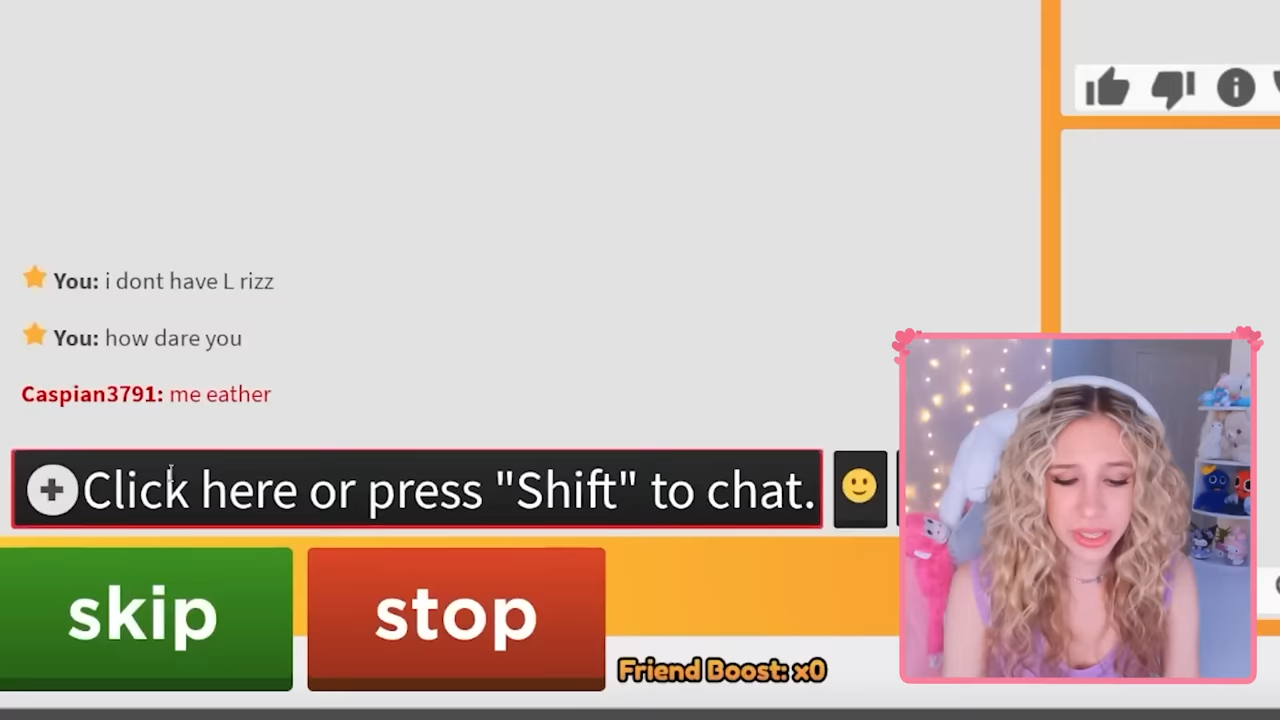 You: i dont have L rizz
You: how dare you
Caspian3791: me eather
Click here or press "Shift" to chat.
skip
stop
Friend Boost: x0